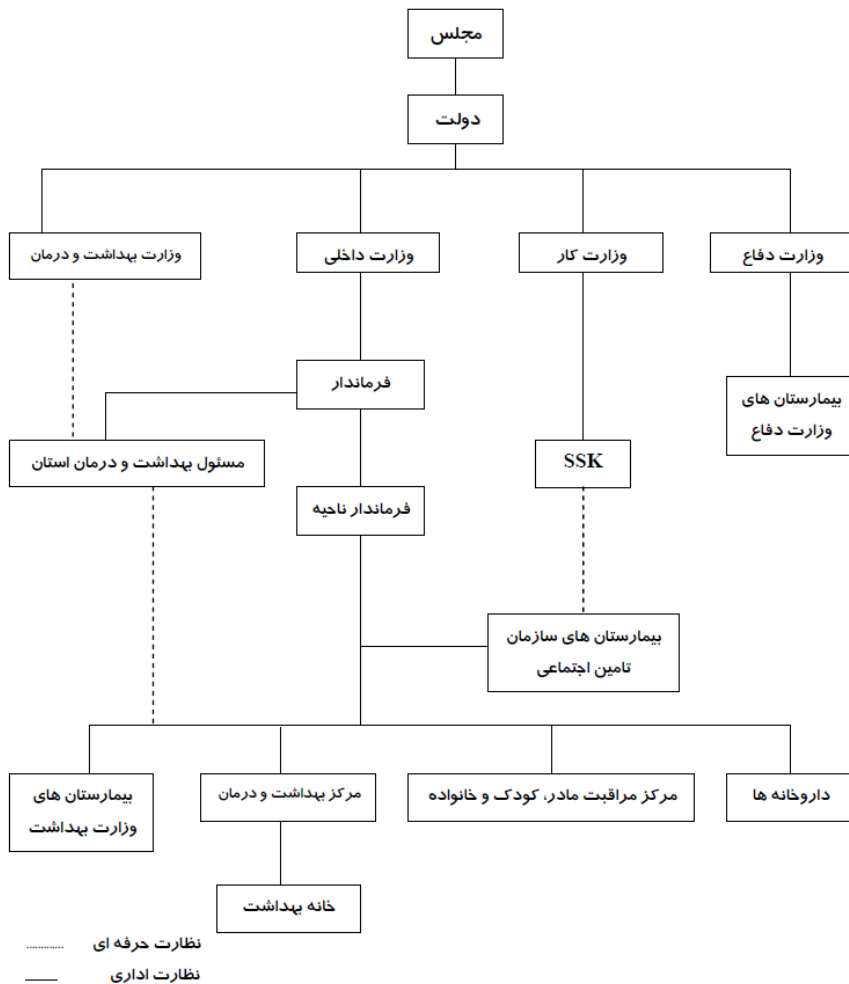 مجلس
دولت
وزارت دفاع
وزارت کار
وزارت داخلی
وزارت بهداشت و درمان
فرماندار
بیمارستان های
وزارت دفاع
مسئول بهداشت و درمان استان
SSK
فرماندار ناحیه
بیمارستان های سازمان
تامین اجتماعی
داروخانه ها
مرکز مراقبت مادر، کودک و خانواده
مرکز بهداشت و درمان
بیمارستان های
وزارت بهداشت
خانه بهداشت
نظارت حرفه ای
نظارت اداری